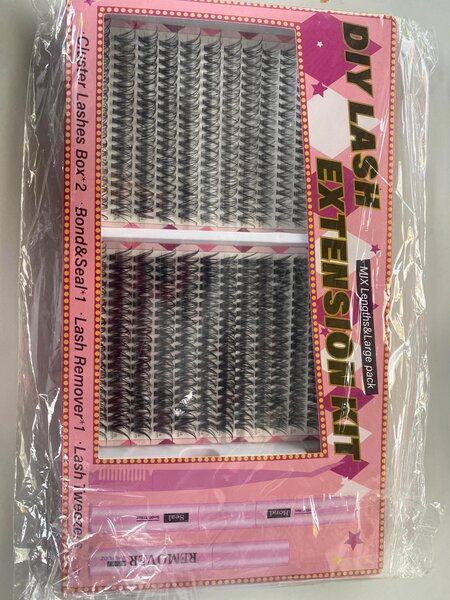 DIY LASH
EXTENSION KIT
MIX Lengths&Large pack
Cluster Lashes Box*2 · Bond&Seal*1 · Lash Remover*1 · Lash Tweezer
Bond
Seal
REMOVER